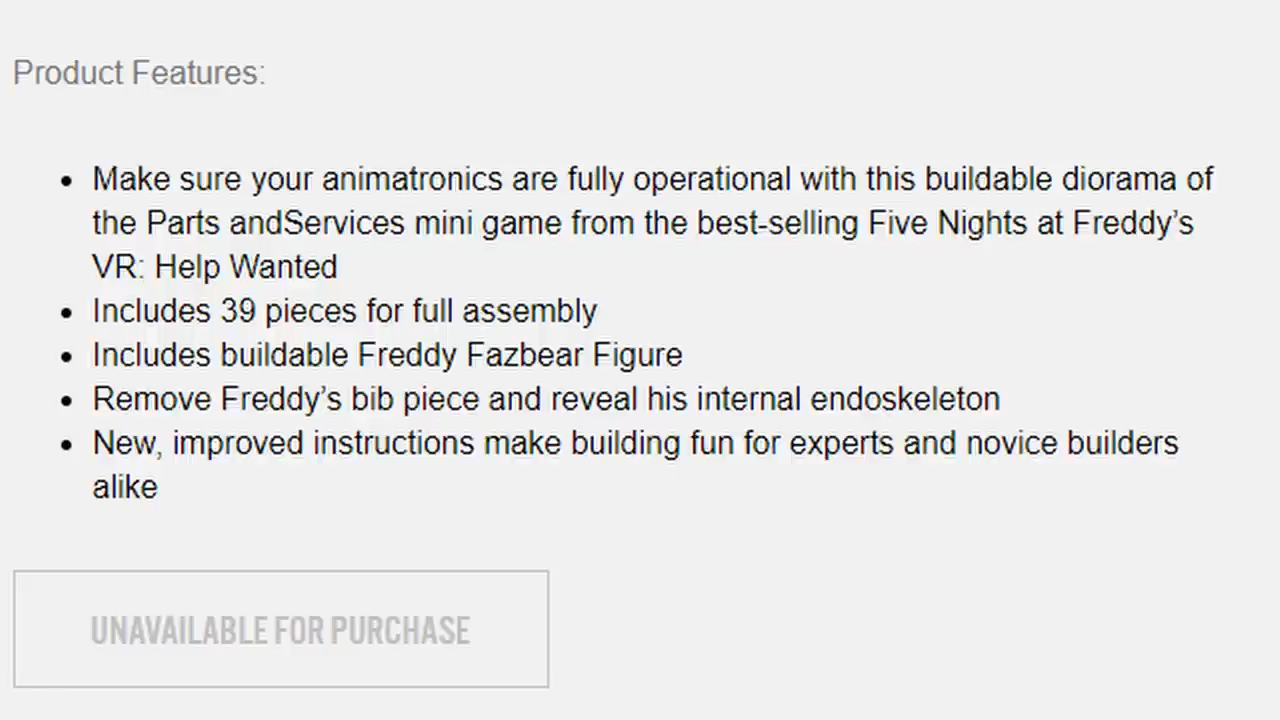 Product Features:
• Make sure your animatronics are fully operational with this buildable diorama of
the Parts andServices mini game from the best-selling Five Nights at Freddy’s
VR: Help Wanted
• Includes 39 pieces for full assembly
• Includes buildable Freddy Fazbear Figure
• Remove Freddy’s bib piece and reveal his internal endoskeleton
• New, improved instructions make building fun for experts and novice builders
alike
UNAVAILABLE FOR PURCHASE